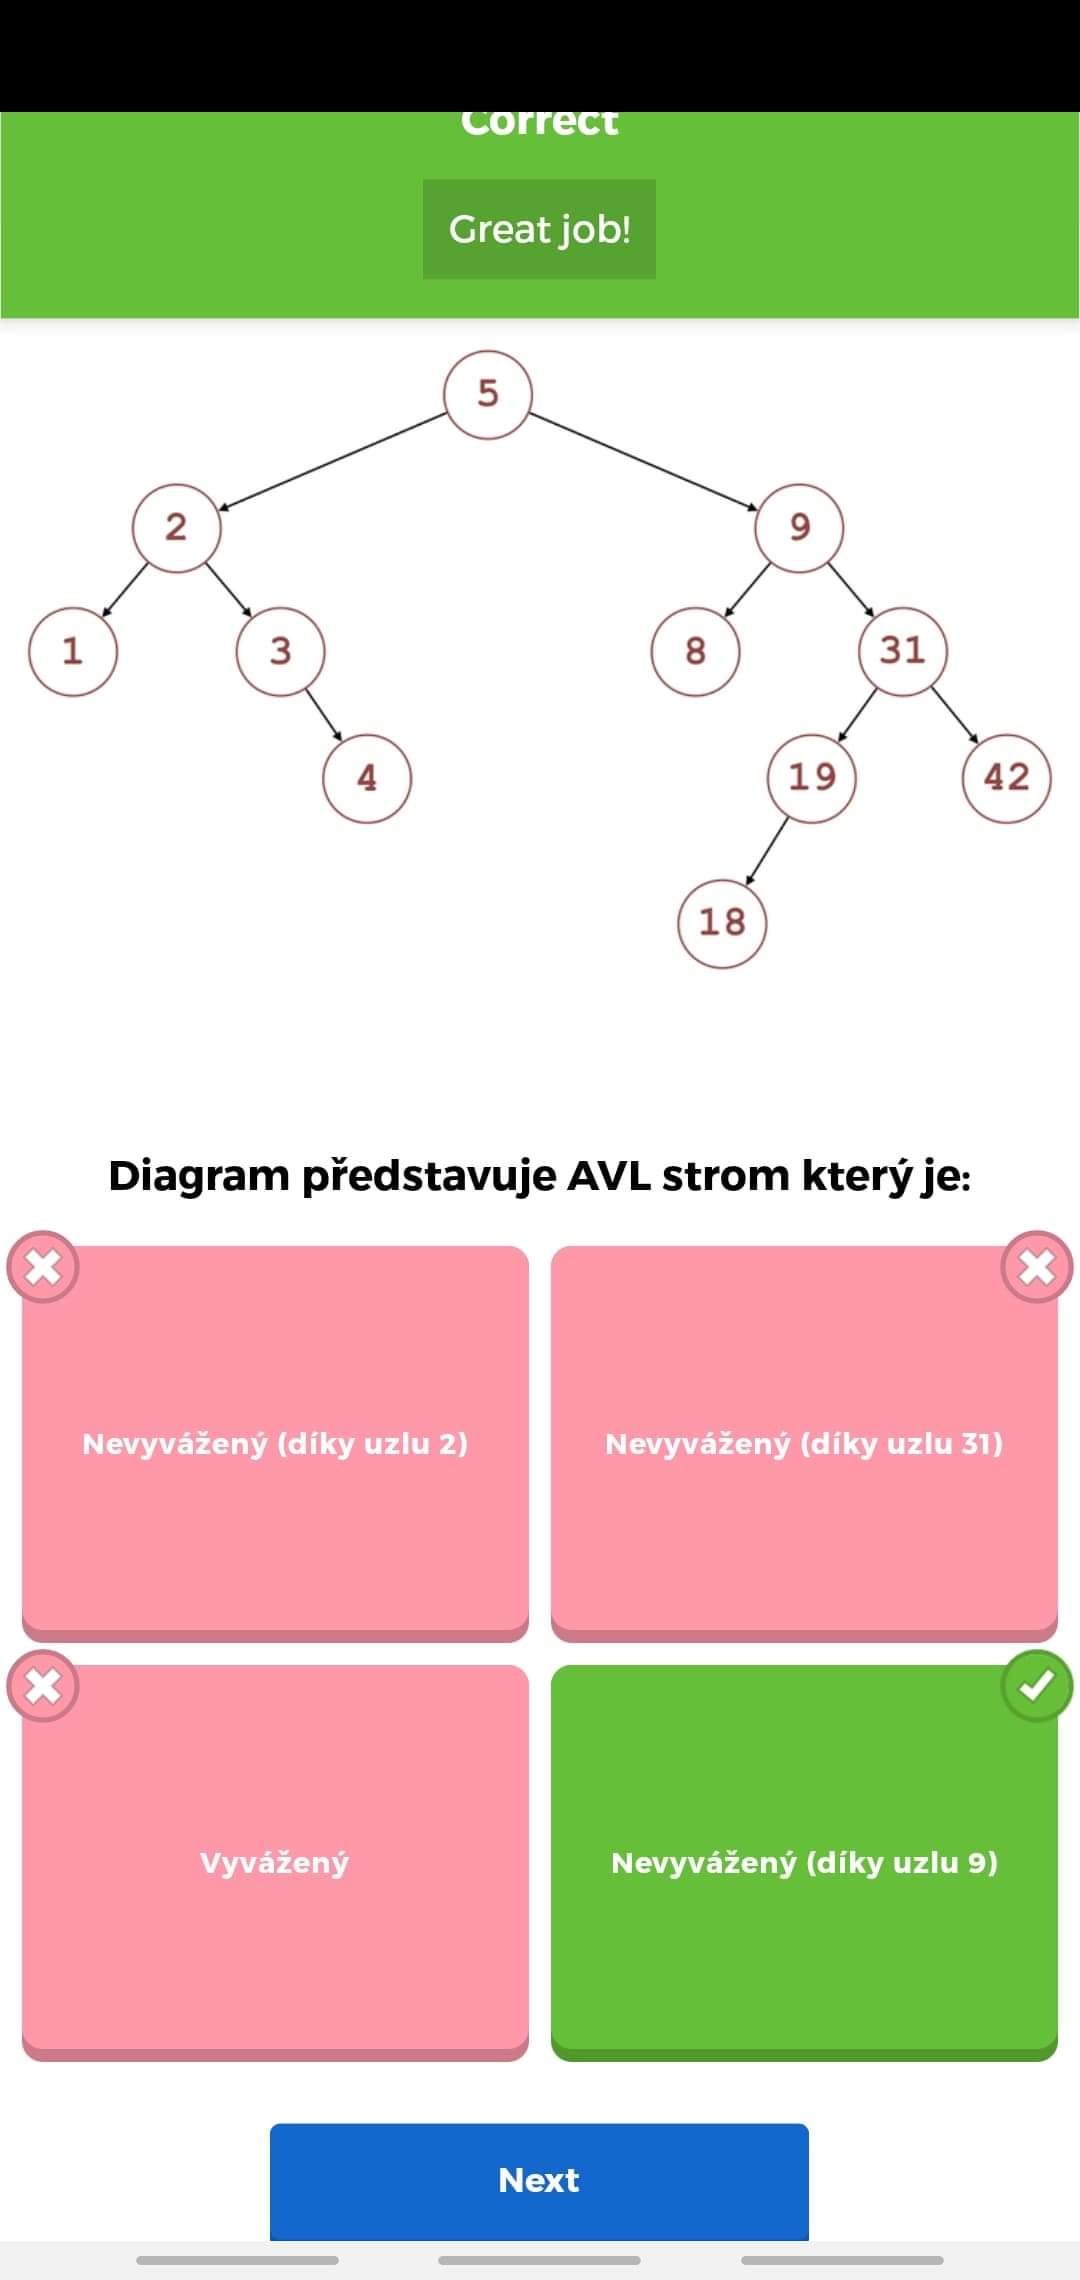 Correct
Great job!
5
2
9
1
3
8
31
4
19
42
18
Diagram představuje AVL strom který je:
Nevyvážený (díky uzlu 2)
Nevyvážený (díky uzlu 31)
Vyvážený
Nevyvážený (díky uzlu 9)
Next